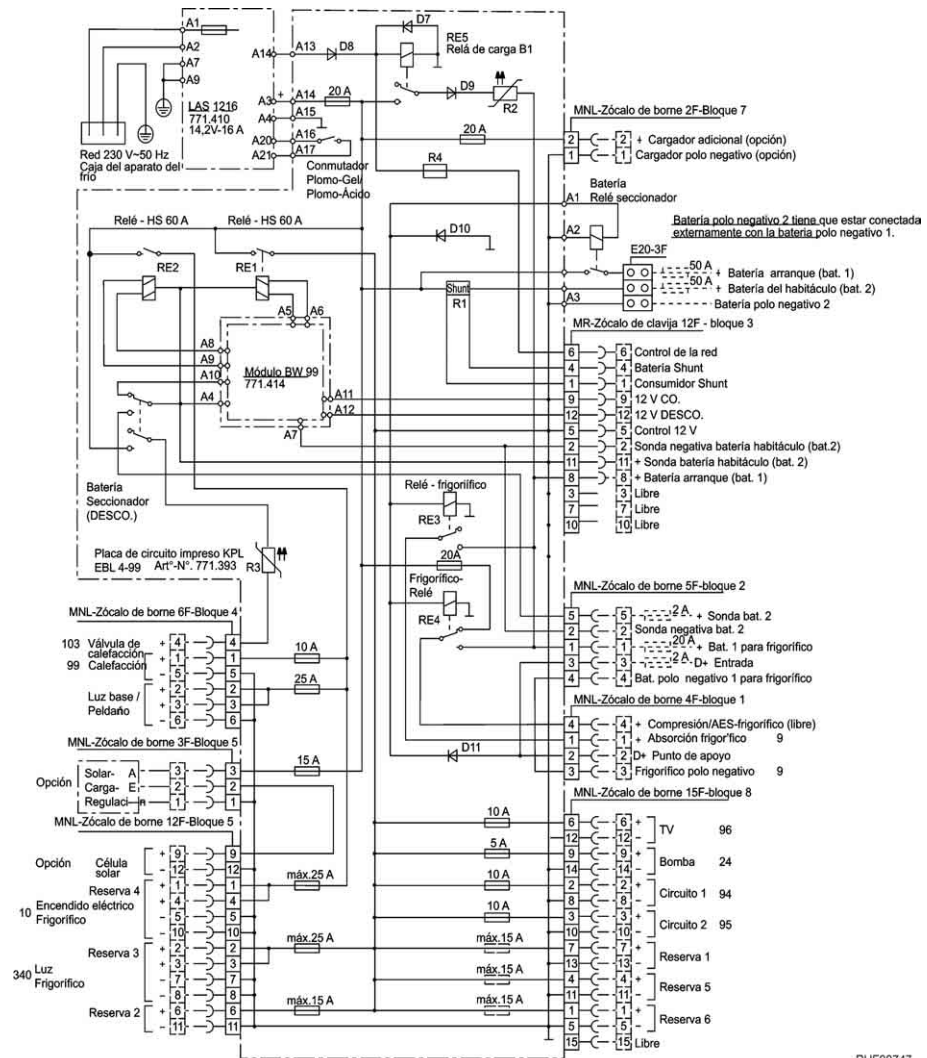 A1
A2
A7
A9
LAS 1216
771.410
14,2V-16 A
Red 230 V~50 Hz
Caja del aparato del
frío
A14
A3
+
A4
A20
A21
A13
A14
A15
A16
A17
D8
20 A
Conmutador
Plomo-Gel/
Plomo-Ácido
D7
RE5
Relá de carga B1
D9
R2
20 A
R4
MNL-Zócalo de borne 2F-Bloque 7
2 2 + Cargador adicional (opción)
1 1 Cargador polo negativo (opción)
Batería
Relé seccionador
A1
A2
A3
Batería polo negativo 2 tiene que estar conectada
externamente con la bateria polo negativo 1.
E20-3F
50 A + Batería arranque (bat. 1)
50 A + Batería del habitáculo (bat. 2)
Batería polo negativo 2
Relé - HS 60 A
Relé - HS 60 A
RE2
RE1
D10
Shunt
R1
A5 A6
A8
A9
A10
A4
Módulo BW 99
771.414
A11
A12
A7
MR-Zócalo de clavija 12F - bloque 3
6 6 Control de la red
4 4 Batería Shunt
1 1 Consumidor Shunt
9 9 12 V CO.
12 12 12 V DESCO.
5 5 Control 12 V
2 2 Sonda negativa batería habitáculo (bat.2)
11 11 + Sonda batería habitáculo (bat. 2)
8 8 + Batería arranque (bat. 1)
3 3 Libre
7 7 Libre
10 10 Libre
Batería
Seccionador
(DESCO.)
Relé - frigoriífico
RE3
20A
Frigorífico-
Relé
RE4
Placa de circuito impreso KPL
EBL 4-99 Art°-N°. 771.393
R3
MNL-Zócalo de borne 5F-bloque 2
5 5 2 A + Sonda bat. 2
2 2 Sonda negativa bat. 2
1 1 20 A + Bat. 1 para frigorífico
3 3 2 A D+ Entrada
4 4 Bat. polo negativo 1 para frigorífico
MNL-Zócalo de borne 6F-Bloque 4
103 Válvula de
calefacción
+ 4 4
99 Calefacción
+ 1 1 10 A
- 5 5
Luz base /
Peldaño
+ 2 2 25 A
+ 3 3
- 6 6
MNL-Zócalo de borne 4F-bloque 1
4 4 + Compresión/AES-frigorífico (libre)
1 1 + Absorción frigor'fico 9
2 2 D+ Punto de apoyo
3 3 Frigorífico polo negativo 9
D11
MNL-Zócalo de borne 3F-Bloque 5
Opción
Solar- A 3 3 15 A
Carga- E 2 2
Regulaci n 1 1
MNL-Zócalo de borne 12F-Bloque 5
Opción Célula
solar
+ 9 9
- 12 12
Reserva 4
+ 1 1 máx.25 A
+ 4 4
10 Encendido eléctrico
Frigorífico
- 5 5
- 10 10
Reserva 3
+ 2 2 máx.25 A
+ 3 3
340 Luz
Frigorífico
- 7 7
- 8 8
Reserva 2
+ 6 6 máx.15 A
- 11 11
MNL-Zócalo de borne 15F-bloque 8
10 A 6 6 + TV 96
12 12 -
5 A 9 9 + Bomba 24
14 14 -
10 A 2 2 + Circuito 1 94
8 8 -
10 A 3 3 + Circuito 2 95
10 10 -
máx.15 A 7 7 + Reserva 1
13 13 -
máx.15 A 4 4 + Reserva 5
11 11 -
máx.15 A 1 1 + Reserva 6
5 5 -
15 15 Libre